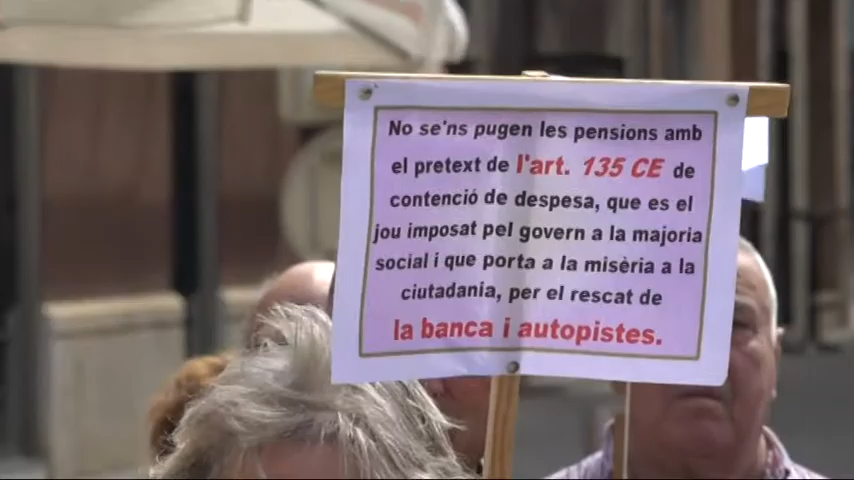 No se'ns pugen les pensions amb
el pretext de l'art. 135 CE de
contenció de despesa, que es el
jou imposat pel govern a la majoria
social i que porta a la misèria a la
ciutadania, per el rescat de
la banca i autopistes.